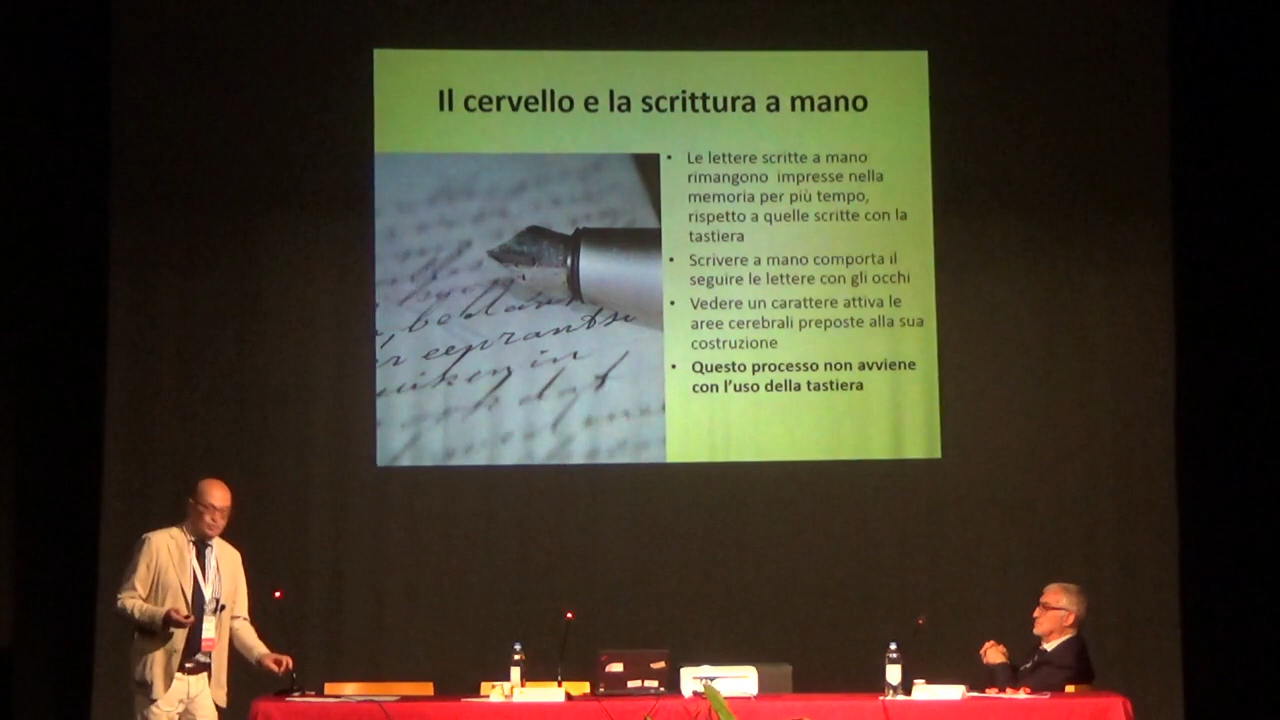 Il cervello e la scrittura a mano
• Le lettere scritte a mano
rimangono impresse nella
memoria per più tempo,
rispetto a quelle scritte con la
tastiera
• Scrivere a mano comporta il
seguire le lettere con gli occhi
• Vedere un carattere attiva le
aree cerebrali preposte alla sua
costruzione
• Questo processo non avviene
con l'uso della tastiera